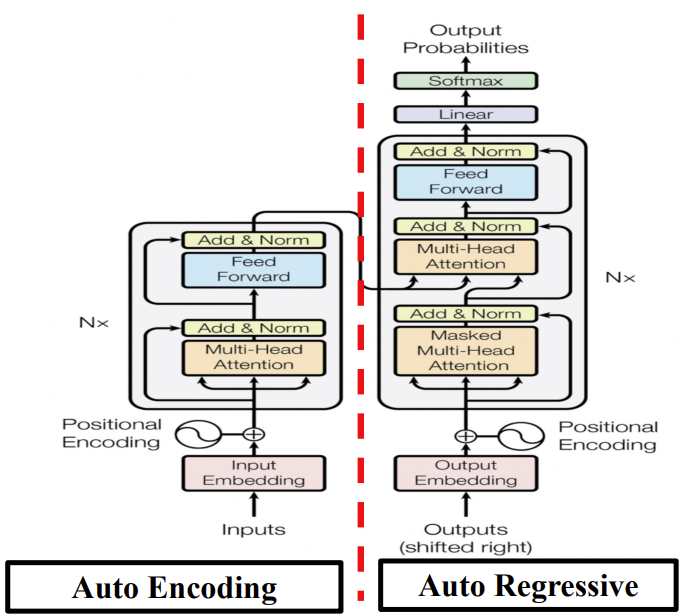 Output
Probabilities
Softmax
Linear
Add & Norm
Feed
Forward
Add & Norm
Multi-Head
Attention
Add & Norm
Masked
Multi-Head
Attention
Nx
Positional
Encoding
Output
Embedding
Outputs
(shifted right)
Add & Norm
Feed
Forward
Add & Norm
Multi-Head
Attention
Nx
Positional
Encoding
Input
Embedding
Inputs
Auto Encoding
Auto Regressive